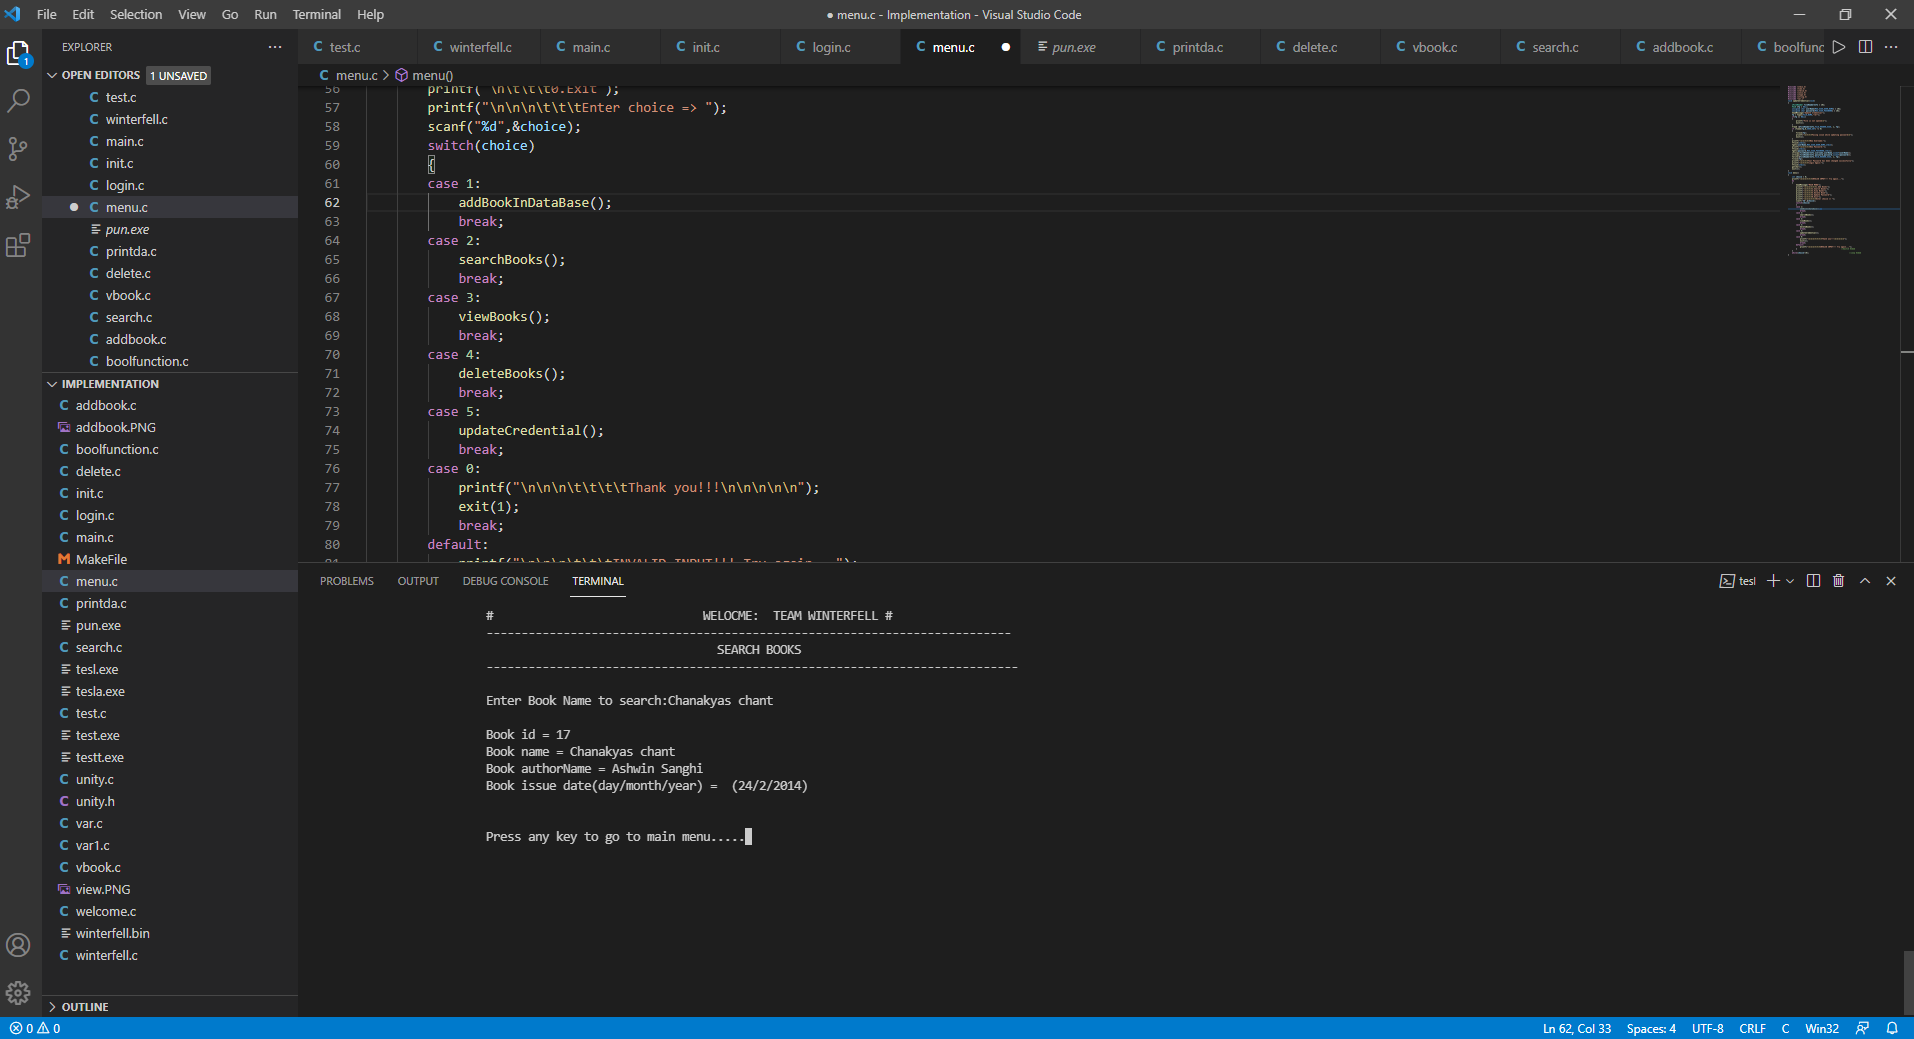 File Edit Selection View Go Run Terminal Help
● menu.c - Implementation - Visual Studio Code
EXPLORER
OPEN EDITORS 1 UNSAVED
test.c
winterfell.c
main.c
init.c
login.c
menu.c
pun.exe
printda.c
delete.c
vbook.c
search.c
addbook.c
boolfunction.c
IMPLEMENTATION
addbook.c
addbook.PNG
boolfunction.c
delete.c
init.c
login.c
main.c
MakeFile
menu.c
printda.c
pun.exe
search.c
tesl.exe
tesla.exe
test.c
test.exe
testt.exe
unity.c
unity.h
var.c
var1.c
vbook.c
view.PNG
welcome.c
winterfell.bin
winterfell.c
OUTLINE
test.c winterfell.c main.c init.c login.c menu.c pun.exe printda.c delete.c vbook.c search.c addbook.c boolfunc
menu.c > menu()
56 printf("\n\t\t\t0.Exit");
57 printf("\n\n\n\t\t\tEnter choice => ");
58 scanf("%d",&choice);
59 switch(choice)
60 {
61 case 1:
62 addBookInDataBase();
63 break;
64 case 2:
65 searchBooks();
66 break;
67 case 3:
68 viewBooks();
69 break;
70 case 4:
71 deleteBooks();
72 break;
73 case 5:
74 updateCredential();
75 break;
76 case 0:
77 printf("\n\n\n\t\t\t\tThank you!!!\n\n\n\n\n");
78 exit(1);
79 break;
80 default:
81 printf("\n\n\n\t\t\tINVALID INPUT!!! Try again...");
PROBLEMS OUTPUT DEBUG CONSOLE TERMINAL
tesl
# WELOCME: TEAM WINTERFELL #
---------------------------------------------------------------------------
SEARCH BOOKS
----------------------------------------------------------------------------
Enter Book Name to search:Chanakyas chant
Book id = 17
Book name = Chanakyas chant
Book authorName = Ashwin Sanghi
Book issue date(day/month/year) = (24/2/2014)
Press any key to go to main menu.....
0 0
Ln 62, Col 33 Spaces: 4 UTF-8 CRLF C Win32